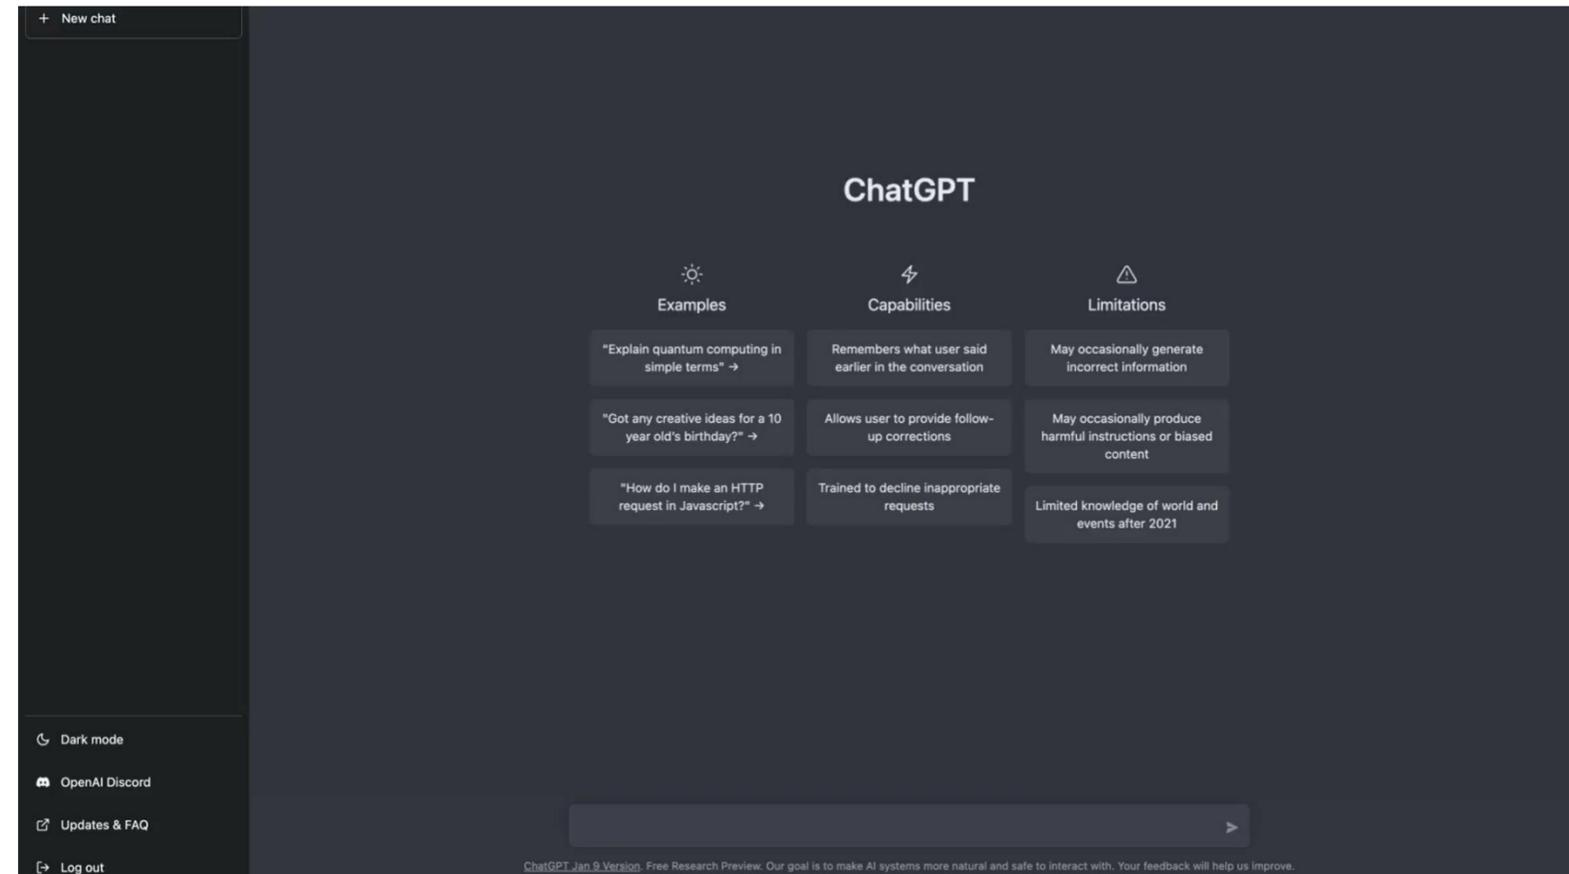 + New chat
ChatGPT
Examples
"Explain quantum computing in
simple terms" →
"Got any creative ideas for a 10
year old's birthday?" →
"How do I make an HTTP
request in Javascript?" →
Capabilities
Remembers what user said
earlier in the conversation
Allows user to provide follow-
up corrections
Trained to decline inappropriate
requests
Limitations
May occasionally generate
incorrect information
May occasionally produce
harmful instructions or biased
content
Limited knowledge of world and
events after 2021
Dark mode
OpenAI Discord
Updates & FAQ
Log out
ChatGPT Jan 9 Version. Free Research Preview. Our goal is to make AI systems more natural and safe to interact with. Your feedback will help us improve.